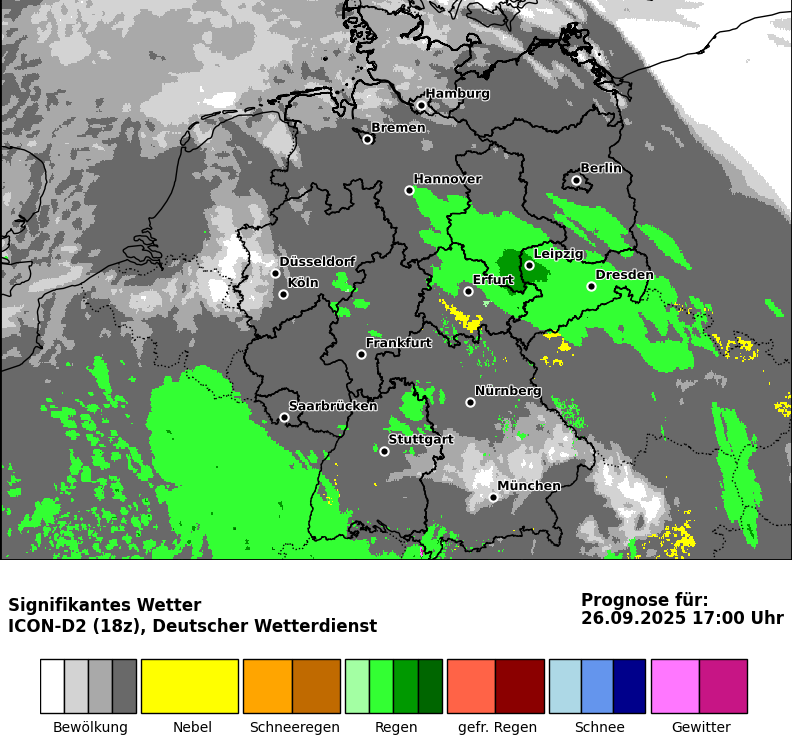 Hamburg
Bremen
Berlin
Hannover
Leipzig
Düsseldorf
Dresden
Köln
Erfurt
Frankfurt
Nürnberg
Saarbrücken
Stuttgart
München
Signifikantes Wetter
ICON-D2 (18z), Deutscher Wetterdienst
Prognose für:
26.09.2025 17:00 Uhr
Bewölkung
Nebel
Schneeregen
Regen
gefr. Regen
Schnee
Gewitter